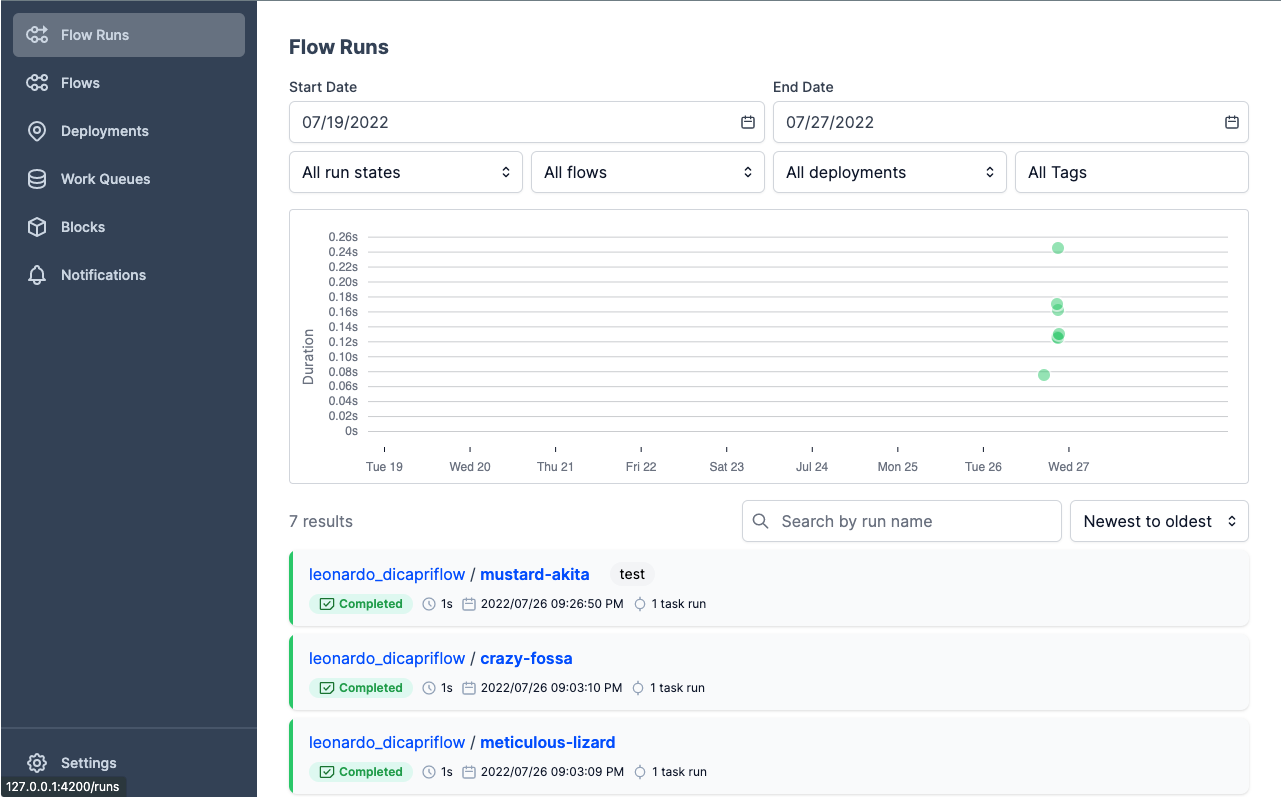 Flow Runs
Flows
Deployments
Work Queues
Blocks
Notifications
Settings
127.0.0.1:4200/runs
Flow Runs
Start Date
End Date
07/19/2022
07/27/2022
All run states
All flows
All deployments
All Tags
Duration
0.26s
0.24s
0.22s
0.20s
0.18s
0.16s
0.14s
0.12s
0.10s
0.08s
0.06s
0.04s
0.02s
0s
Tue 19 Wed 20 Thu 21 Fri 22 Sat 23 Jul 24 Mon 25 Tue 26 Wed 27
7 results
Search by run name
Newest to oldest
leonardo_dicapriflow / mustard-akita test
Completed 1s 2022/07/26 09:26:50 PM 1 task run
leonardo_dicapriflow / crazy-fossa
Completed 1s 2022/07/26 09:03:10 PM 1 task run
leonardo_dicapriflow / meticulous-lizard
Completed 1s 2022/07/26 09:03:09 PM 1 task run